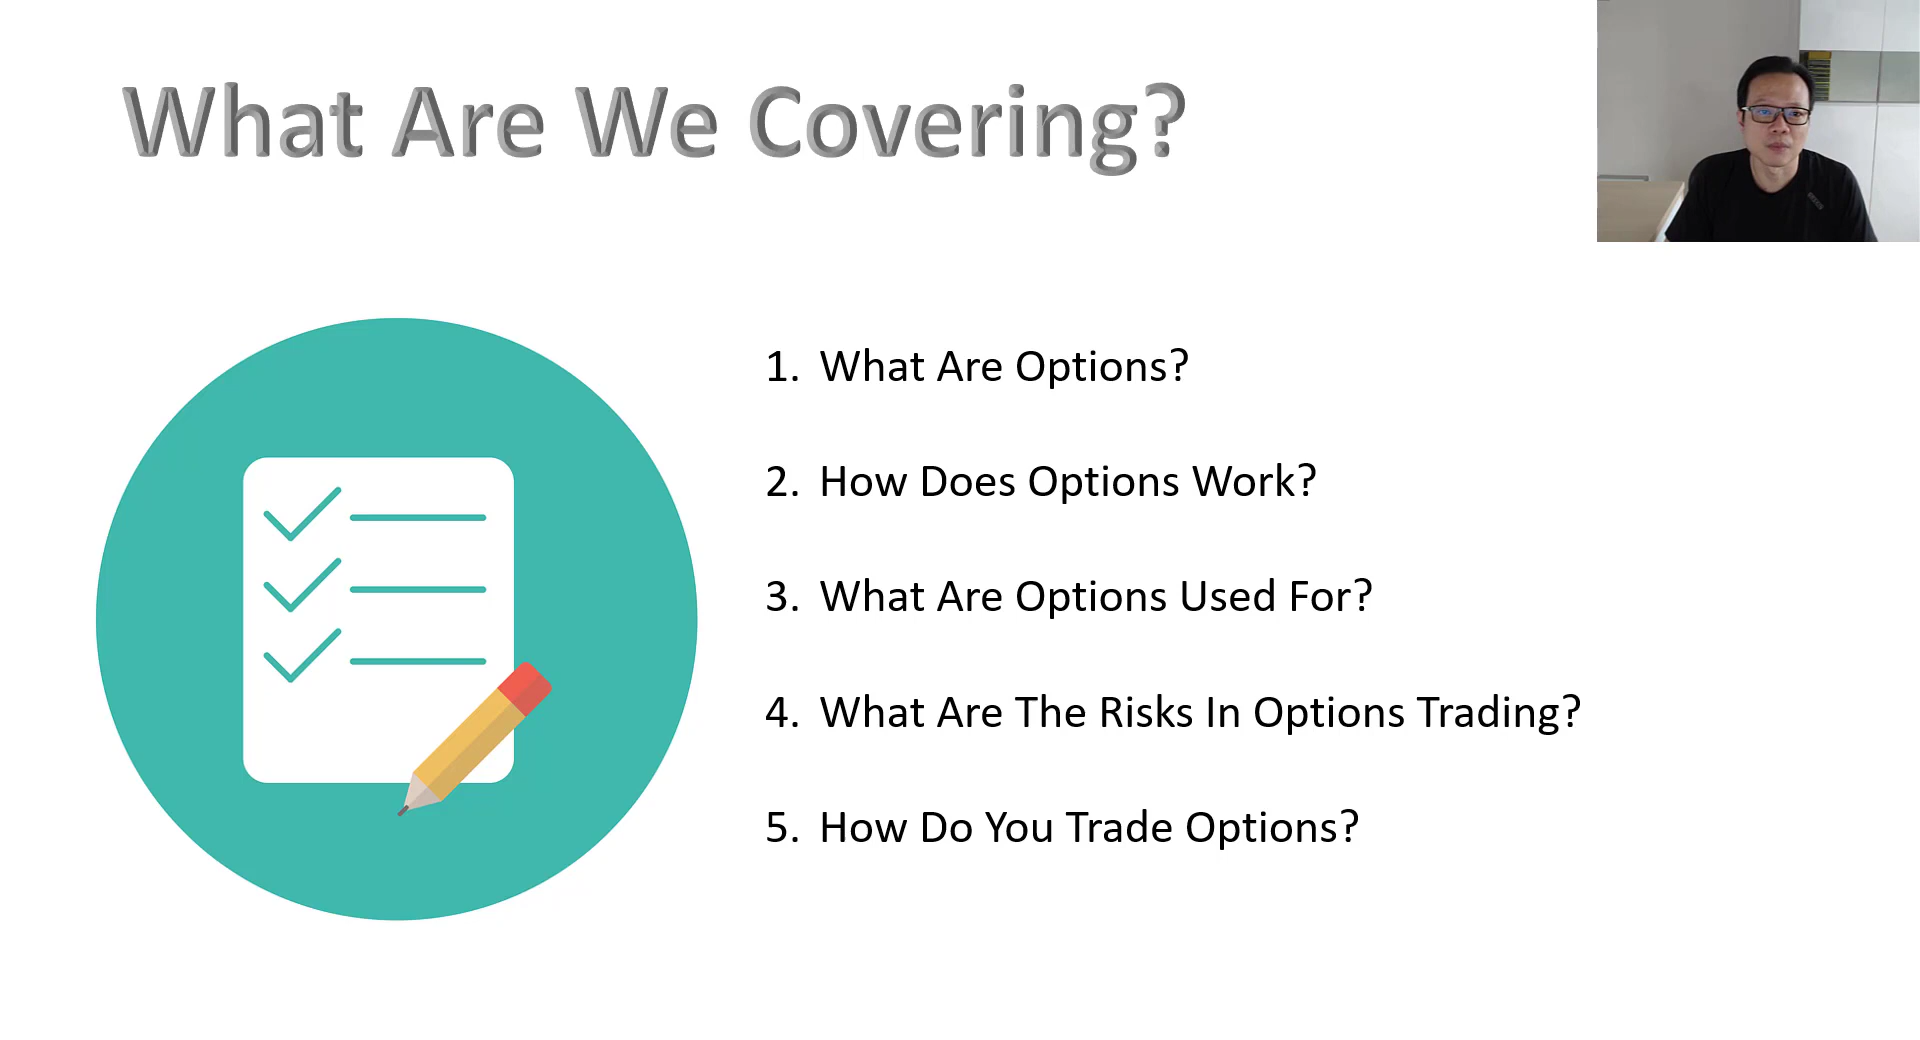 What Are We Covering?
1. What Are Options?
2. How Does Options Work?
3. What Are Options Used For?
4. What Are The Risks In Options Trading?
5. How Do You Trade Options?